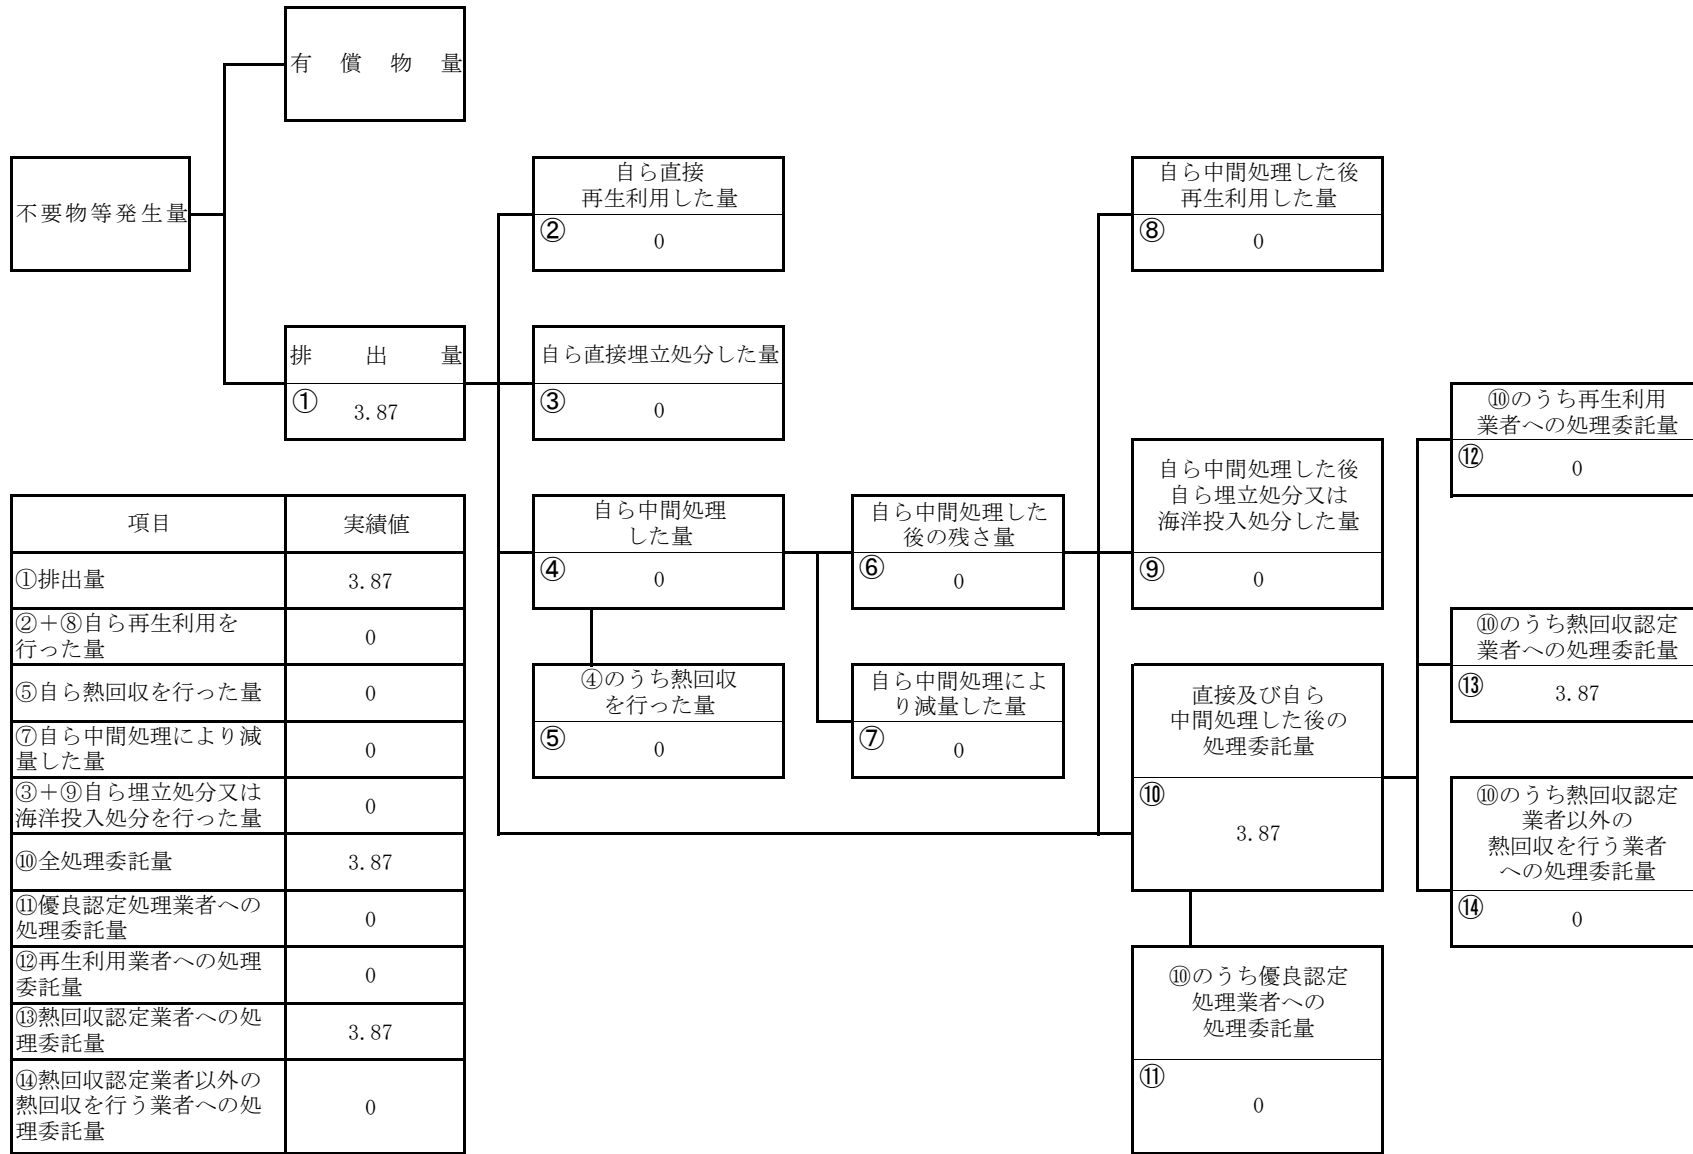 有償物量
不要物等発生量
自ら直接
再生利用した量
②
0
自ら中間処理した後
再生利用した量
⑧
0
排出量
①
3.87
自ら直接埋立処分した量
③
0
⑩のうち再生利用
業者への処理委託量
⑫
0
自ら中間処理
した量
④
0
自ら中間処理した
後の残さ量
⑥
0
自ら中間処理した後
自ら埋立処分又は
海洋投入処分した量
⑨
0
⑩のうち熱回収認定
業者への処理委託量
⑬
3.87
④のうち熱回収
を行った量
⑤
0
自ら中間処理によ
り減量した量
⑦
0
直接及び自ら
中間処理した後の
処理委託量
⑩
3.87
⑩のうち熱回収認定
業者以外の
熱回収を行う業者
への処理委託量
⑭
0
⑩のうち優良認定
処理業者への
処理委託量
⑪
0
項目 実績値
①排出量 3.87
②+⑧自ら再生利用を
行った量 0
⑤自ら熱回収を行った量 0
⑦自ら中間処理により減
量した量 0
③+⑨自ら埋立処分又は
海洋投入処分を行った量 0
⑩全処理委託量 3.87
⑪優良認定処理業者への
処理委託量 0
⑫再生利用業者への処理
委託量 0
⑬熱回収認定業者への処
理委託量 3.87
⑭熱回収認定業者以外の
熱回収を行う業者への処
理委託量 0